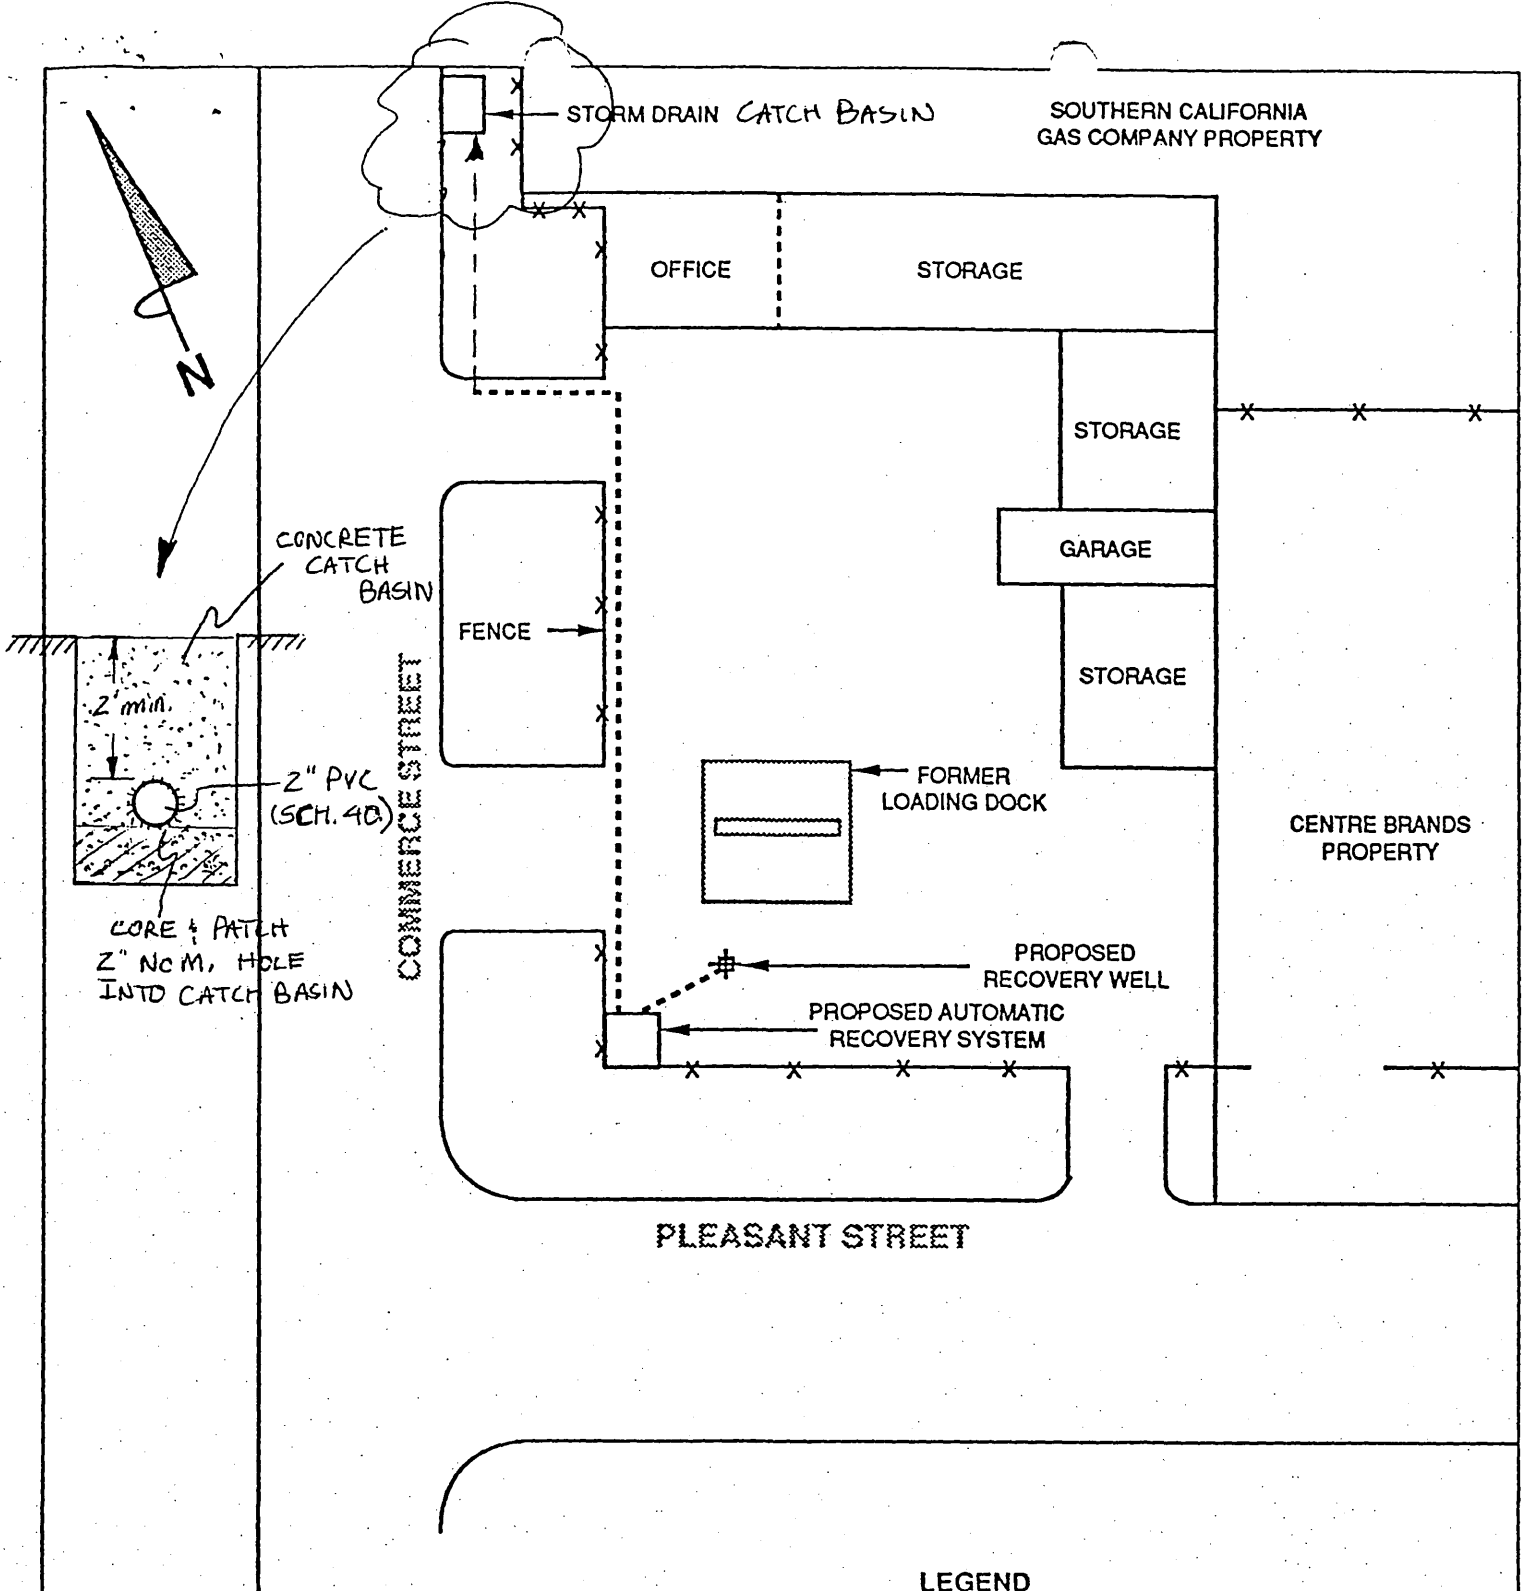 STORM DRAIN CATCH BASIN
SOUTHERN CALIFORNIA
GAS COMPANY PROPERTY
N
OFFICE
STORAGE
STORAGE
GARAGE
STORAGE
CONCRETE
CATCH
BASIN
FENCE
2' min.
2" PVC
(SCH. 40)
COMMERCE STREET
FORMER
LOADING DOCK
CENTRE BRANDS
PROPERTY
CORE & PATCH
2" NOM. HOLE
INTO CATCH BASIN
PROPOSED
RECOVERY WELL
PROPOSED AUTOMATIC
RECOVERY SYSTEM
PLEASANT STREET
LEGEND